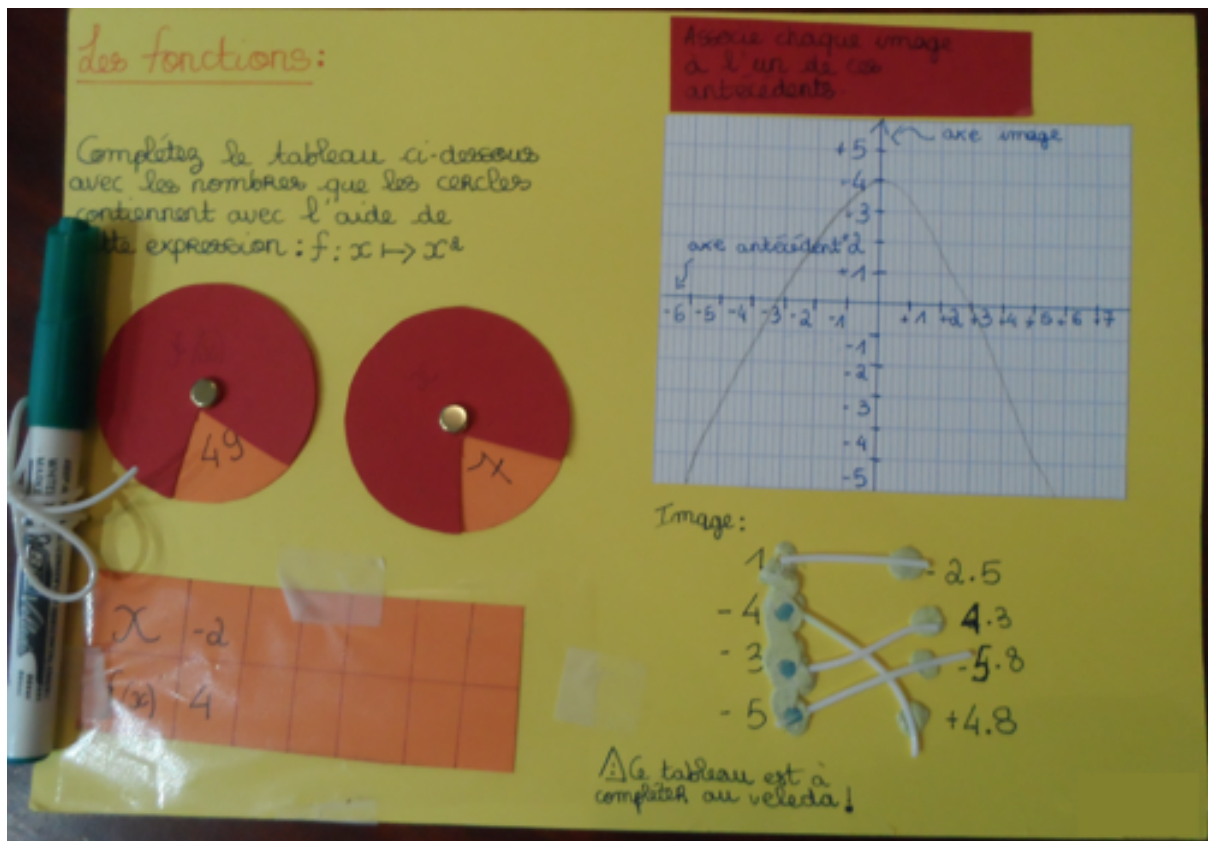 Les fonctions:
Complétez le tableau ci-dessous
avec les nombres que les cercles
contiennent avec l'aide de
expression : f: x ↦ x²
49
7
x -2
f(x) 4
Associe chaque image
à l'un de ces
antécédents
axe image
+5
+4
+3
+2
+1
axe antécédent
-6 -5 -4 -3 -2 -1 +1 +2 +3 +4 +5 +6 +7
-1
-2
-3
-4
-5
Image:
1 -2.5
-4 4.3
-3 -5.8
-5 +4.8
⚠Ce tableau est à
compléter au veleda!